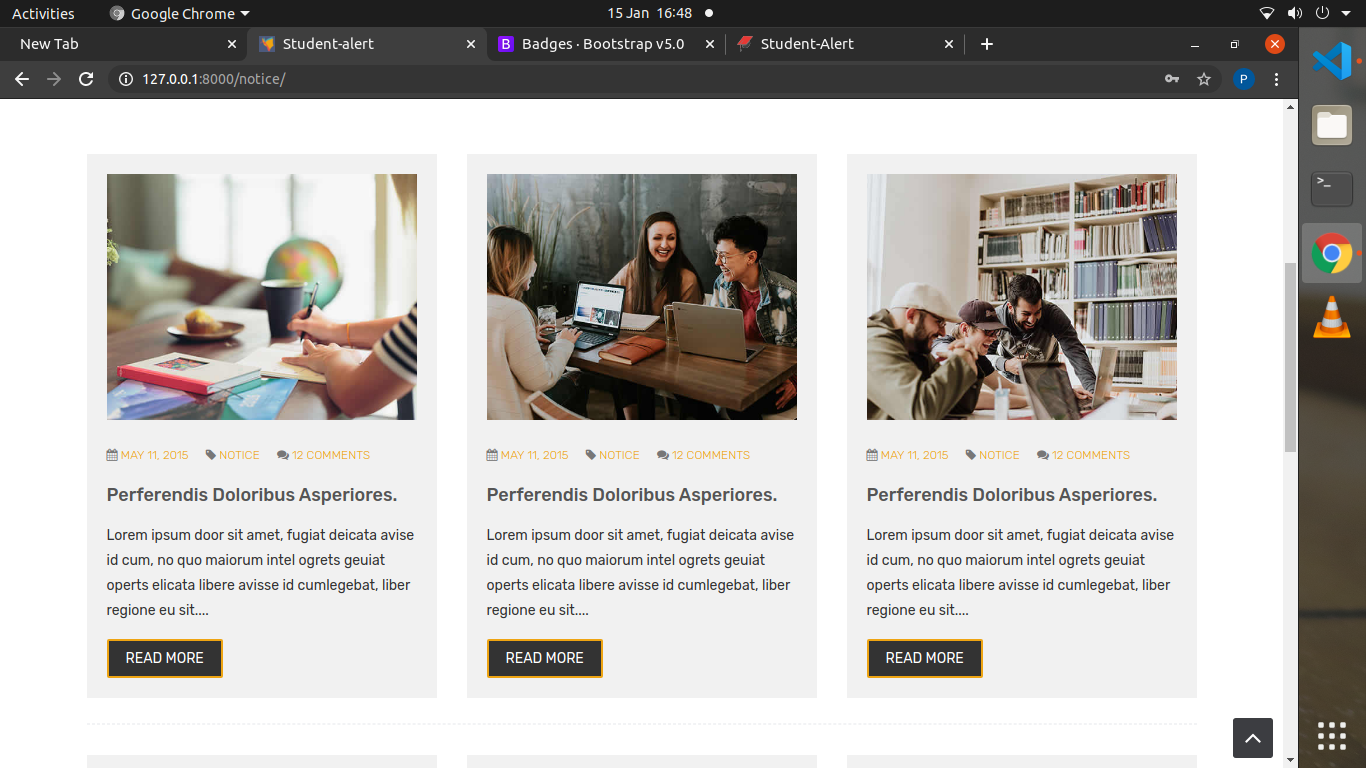 Activities Google Chrome 15 Jan 16:48
New Tab Student-alert Badges · Bootstrap v5.0 Student-Alert
127.0.0.1:8000/notice/ P
MAY 11, 2015 NOTICE 12 COMMENTS
Perferendis Doloribus Asperiores.
Lorem ipsum door sit amet, fugiat deicata avise
id cum, no quo maiorum intel ogrets geuiat
operts elicata libere avisse id cumlegebat, liber
regione eu sit....
READ MORE
MAY 11, 2015 NOTICE 12 COMMENTS
Perferendis Doloribus Asperiores.
Lorem ipsum door sit amet, fugiat deicata avise
id cum, no quo maiorum intel ogrets geuiat
operts elicata libere avisse id cumlegebat, liber
regione eu sit....
READ MORE
MAY 11, 2015 NOTICE 12 COMMENTS
Perferendis Doloribus Asperiores.
Lorem ipsum door sit amet, fugiat deicata avise
id cum, no quo maiorum intel ogrets geuiat
operts elicata libere avisse id cumlegebat, liber
regione eu sit....
READ MORE